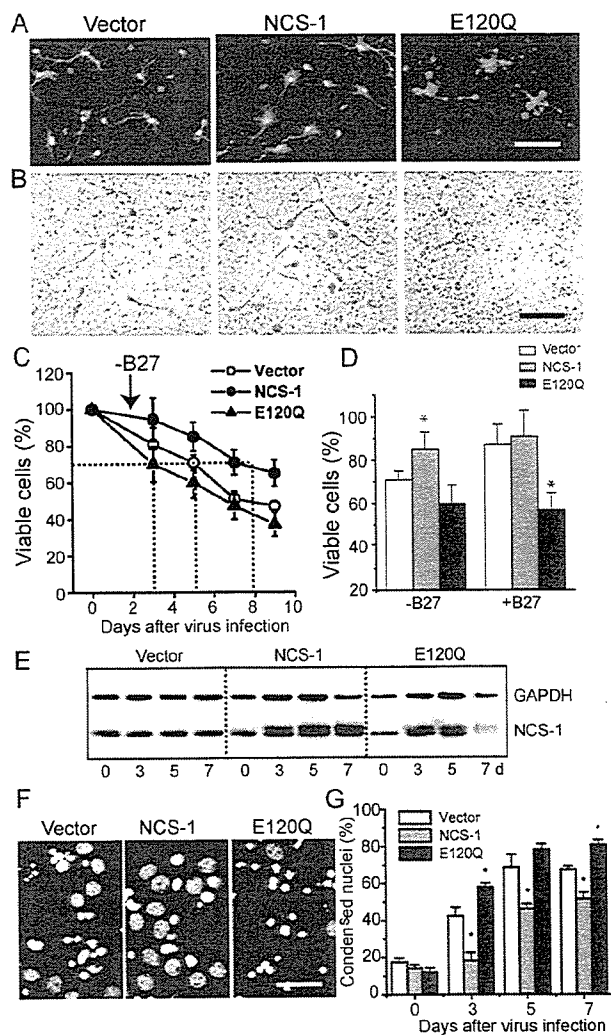 A Vector NCS-1 E120Q
B
C
-B27
Vector
NCS-1
E120Q
Viable cells (%)
120
100
80
60
40
20
0
0 2 4 6 8 10
Days after virus infection
D
Vector
NCS-1
E120Q
Viable cells (%)
100
80
60
40
20
* *
-B27 +B27
E
Vector NCS-1 E120Q
GAPDH
NCS-1
0 3 5 7 0 3 5 7 0 3 5 7 d
F
Vector NCS-1 E120Q
G
Vector
NCS-1
E120Q
Condensed nuclei (%)
100
80
60
40
20
0
0 3 5 7
Days after virus infection